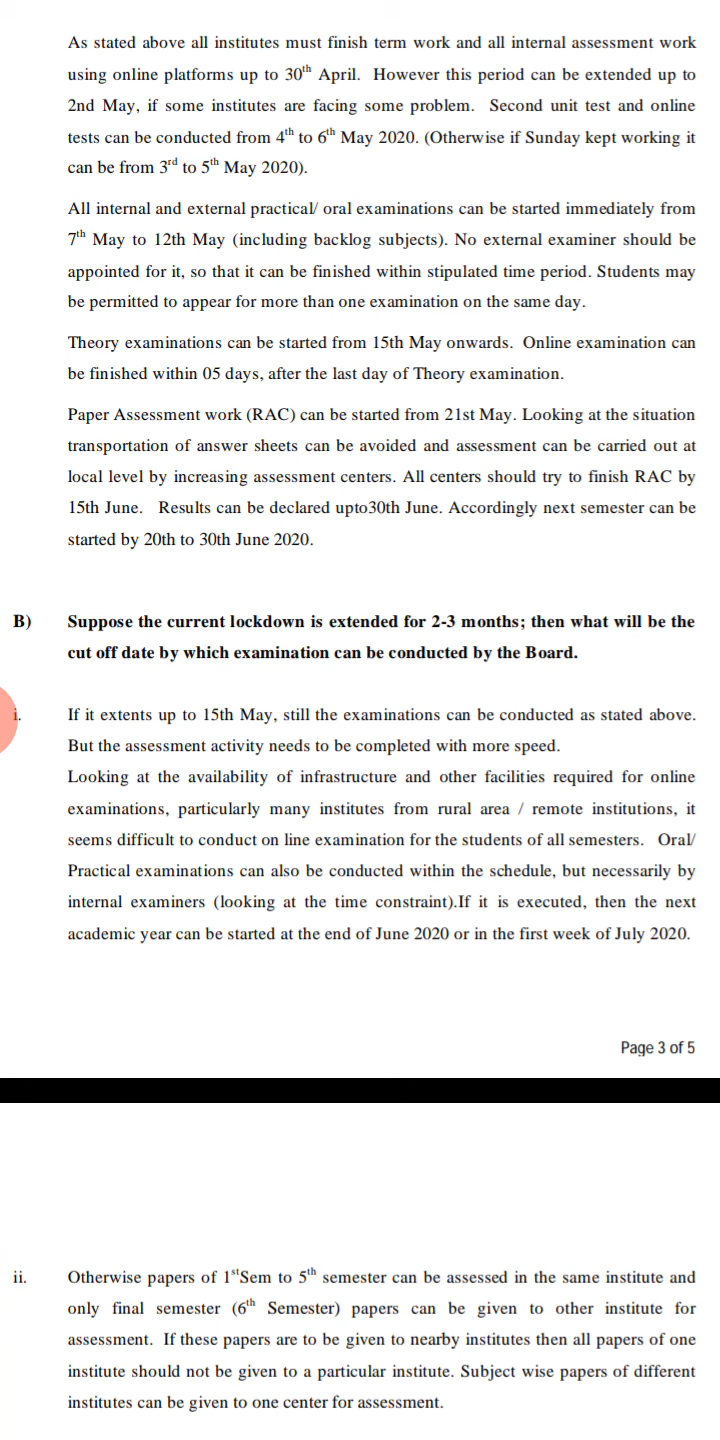 As stated above all institutes must finish term work and all internal assessment work
using online platforms up to 30th April. However this period can be extended up to
2nd May, if some institutes are facing some problem. Second unit test and online
tests can be conducted from 4th to 6th May 2020. (Otherwise if Sunday kept working it
can be from 3rd to 5th May 2020).
All internal and external practical/ oral examinations can be started immediately from
7th May to 12th May (including backlog subjects). No external examiner should be
appointed for it, so that it can be finished within stipulated time period. Students may
be permitted to appear for more than one examination on the same day.
Theory examinations can be started from 15th May onwards. Online examination can
be finished within 05 days, after the last day of Theory examination.
Paper Assessment work (RAC) can be started from 21st May. Looking at the situation
transportation of answer sheets can be avoided and assessment can be carried out at
local level by increasing assessment centers. All centers should try to finish RAC by
15th June. Results can be declared upto30th June. Accordingly next semester can be
started by 20th to 30th June 2020.
B) Suppose the current lockdown is extended for 2-3 months; then what will be the
cut off date by which examination can be conducted by the Board.
i. If it extents up to 15th May, still the examinations can be conducted as stated above.
But the assessment activity needs to be completed with more speed.
Looking at the availability of infrastructure and other facilities required for online
examinations, particularly many institutes from rural area / remote institutions, it
seems difficult to conduct on line examination for the students of all semesters. Oral/
Practical examinations can also be conducted within the schedule, but necessarily by
internal examiners (looking at the time constraint).If it is executed, then the next
academic year can be started at the end of June 2020 or in the first week of July 2020.
Page 3 of 5
ii. Otherwise papers of 1stSem to 5th semester can be assessed in the same institute and
only final semester (6th Semester) papers can be given to other institute for
assessment. If these papers are to be given to nearby institutes then all papers of one
institute should not be given to a particular institute. Subject wise papers of different
institutes can be given to one center for assessment.